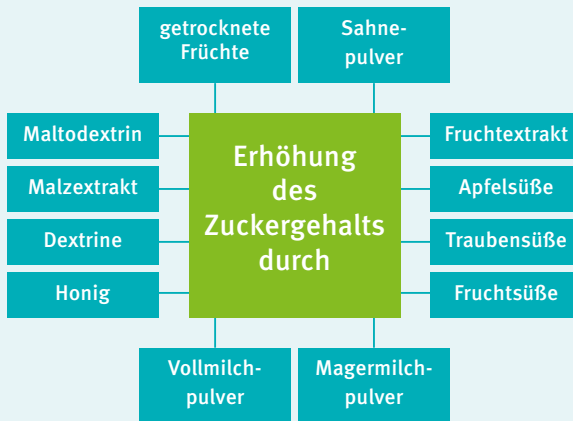 getrocknete
Früchte
Sahne-
pulver
Maltodextrin
Malzextrakt
Dextrine
Honig
Erhöhung
des
Zuckergehalts
durch
Fruchtextrakt
Apfelsüße
Traubensüße
Fruchtsüße
Vollmilch-
pulver
Magermilch-
pulver